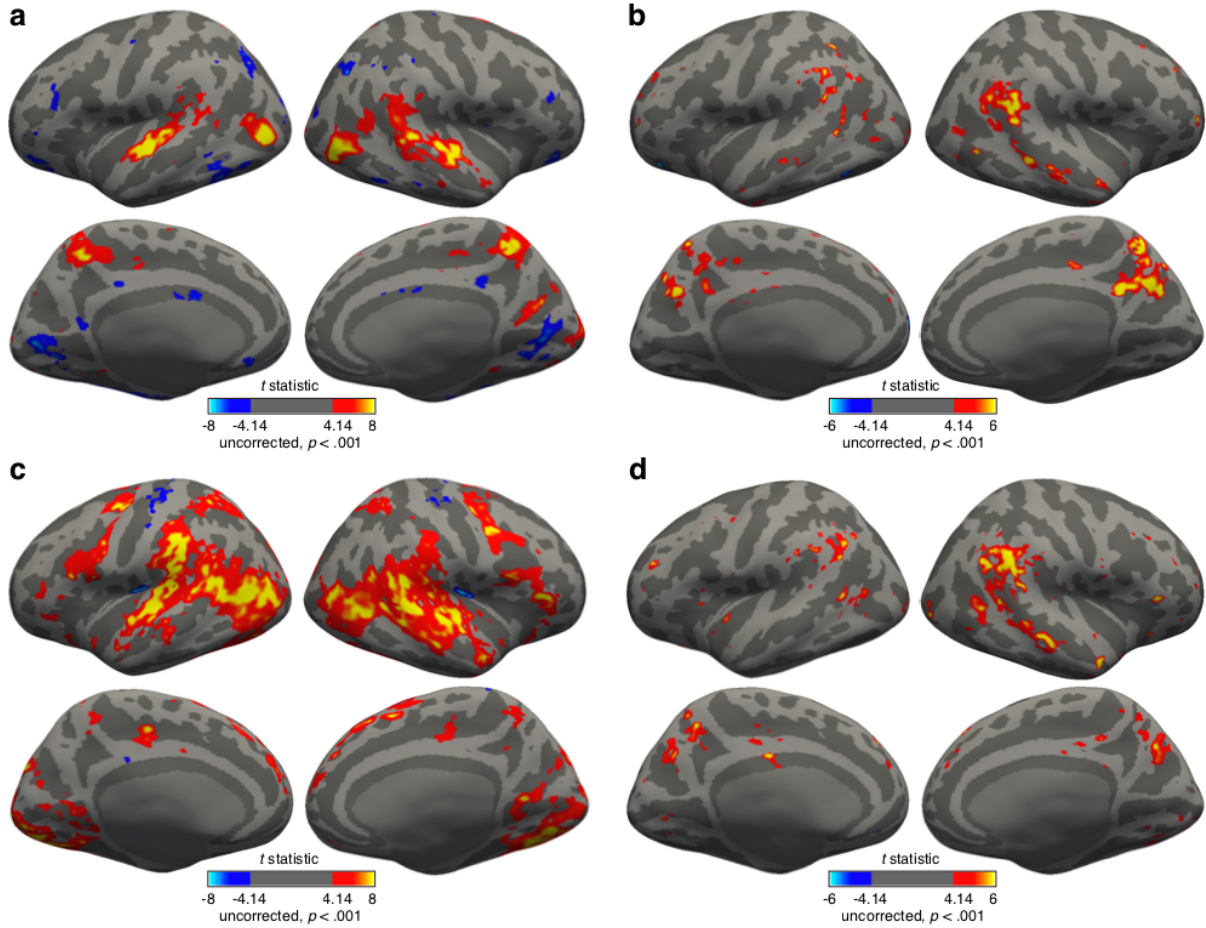 a
b
t statistic
-8 -4.14 4.14 8
uncorrected, p < .001
t statistic
-6 -4.14 4.14 6
uncorrected, p < .001
c
d
t statistic
-8 -4.14 4.14 8
uncorrected, p < .001
t statistic
-6 -4.14 4.14 6
uncorrected, p < .001